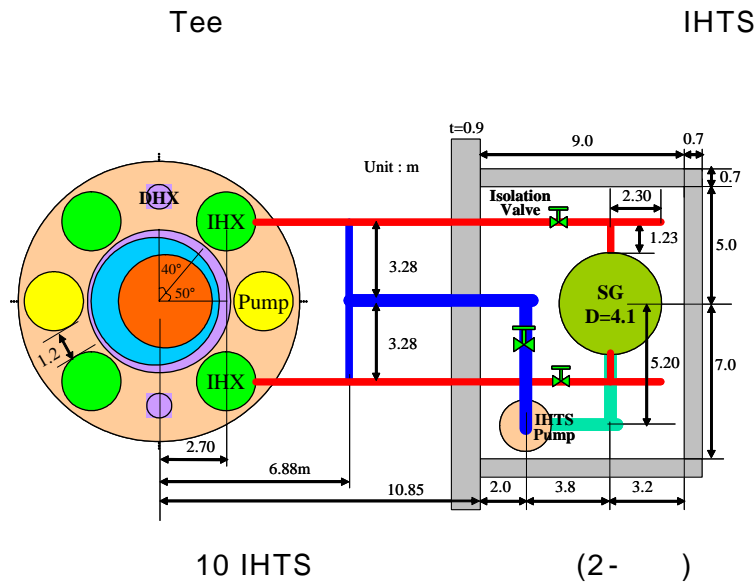 Tee IHTS
t=0.9
9.0
0.7
Unit : m
0.7
DHX
IHX
Isolation
Valve
2.30
1.23
5.0
3.28
40°
50°
Pump
SG
D=4.1
3.28
1.2
5.20
7.0
IHX
IHTS
Pump
2.70
6.88m
10.85
2.0
3.8
3.2
10 IHTS (2- )